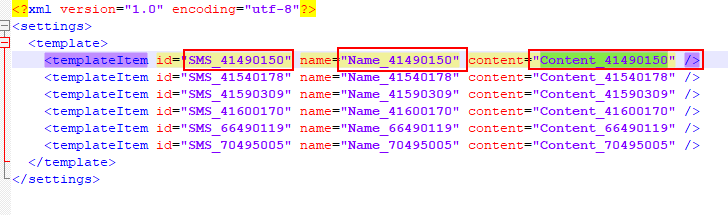 <?xml version="1.0" encoding="utf-8"?>
<settings>
<template>
<templateItem id="SMS_41490150" name="Name_41490150" content="Content_41490150" />
<templateItem id="SMS_41540178" name="Name_41540178" content="Content_41540178" />
<templateItem id="SMS_41590309" name="Name_41590309" content="Content_41590309" />
<templateItem id="SMS_41600170" name="Name_41600170" content="Content_41600170" />
<templateItem id="SMS_66490119" name="Name_66490119" content="Content_66490119" />
<templateItem id="SMS_70495005" name="Name_70495005" content="Content_70495005" />
</template>
</settings>